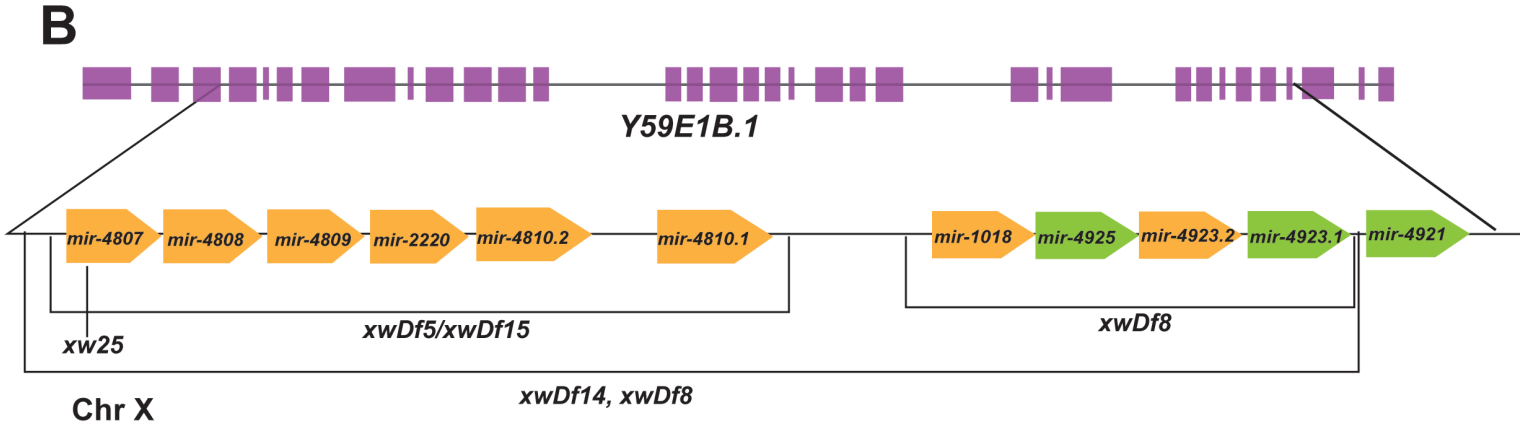 B
Y59E1B.1
mir-4807 mir-4808 mir-4809 mir-2220 mir-4810.2 mir-4810.1 mir-1018 mir-4925 mir-4923.2 mir-4923.1 mir-4921
xwDf5/xwDf15 xwDf8
xw25
xwDf14, xwDf8
Chr X